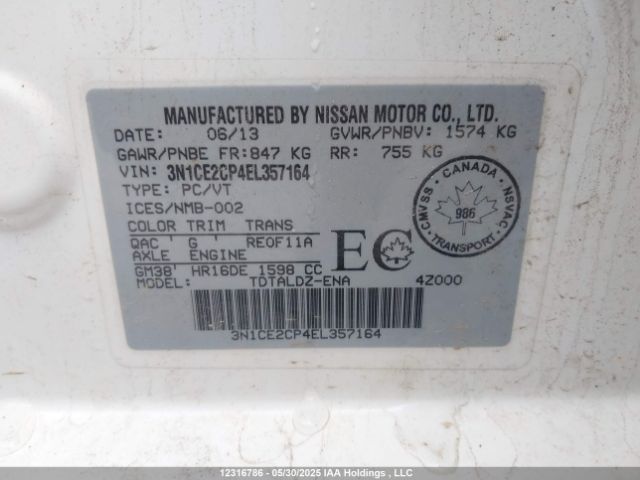 MANUFACTURED BY NISSAN MOTOR CO., LTD.
DATE: 06/13 GVWR/PNBV: 1574 KG
GAWR/PNBE FR: 847 KG RR: 755 KG
VIN: 3N1CE2CP4EL357164
TYPE: PC/VT
ICES/NMB-002
COLOR TRIM TRANS
QAC G REOF11A
AXLE ENGINE
GM38 HR16DE 1598 CC
MODEL: TDTALDZ-ENA 4Z000
EC
CANADA
CMVSS NSVAC
986
TRANSPORT
3N1CE2CP4EL357164
12316786 - 05/30/2025 IAA Holdings, LLC